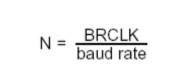 N = BRCLK
baud rate